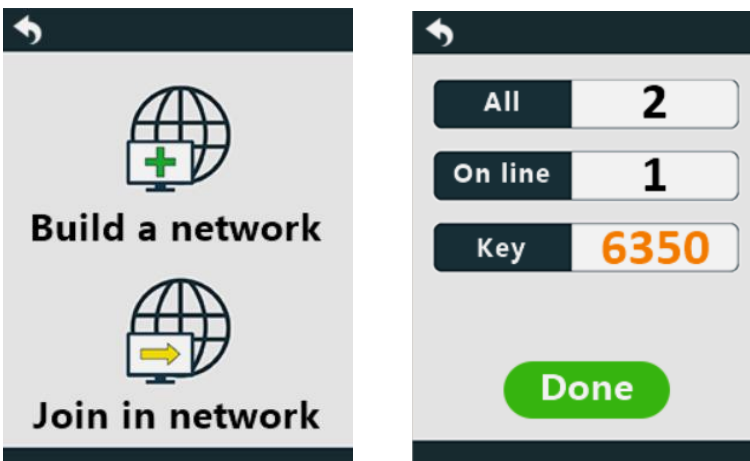 Build a network
Join in network
All 2
On line 1
Key 6350
Done